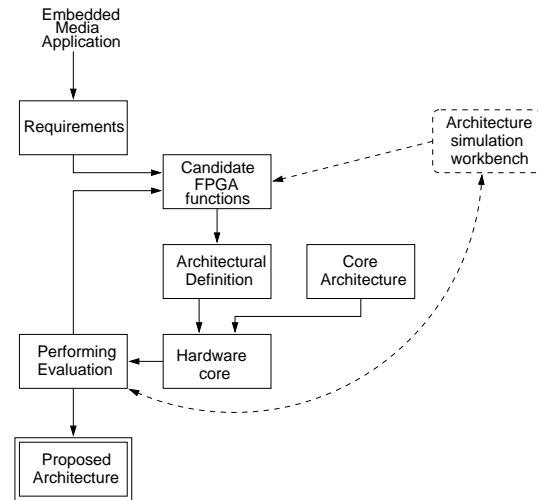 Embedded
Media
Application
Requirements
Architecture
simulation
workbench
Candidate
FPGA
functions
Architectural
Definition
Core
Architecture
Performing
Evaluation
Hardware
core
Proposed
Architecture